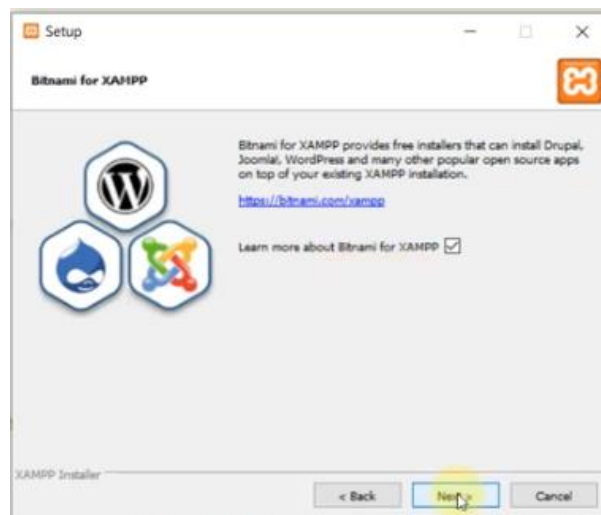 Setup
Bitnami for XAMPP
Bitnami for XAMPP provides free installers that can install Drupal,
Joomla!, WordPress and many other popular open source apps
on top of your existing XAMPP installation.
https://bitnami.com/xampp
Learn more about Bitnami for XAMPP
XAMPP Installer
< Back
Next >
Cancel